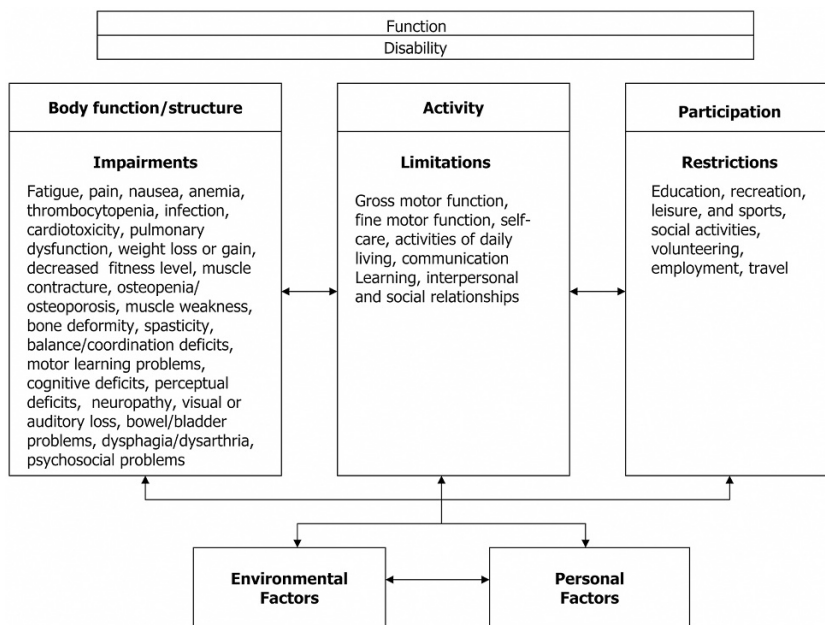 Function
Disability
Body function/structure
Impairments
Fatigue, pain, nausea, anemia,
thrombocytopenia, infection,
cardiotoxicity, pulmonary
dysfunction, weight loss or gain,
decreased fitness level, muscle
contracture, osteopenia/
osteoporosis, muscle weakness,
bone deformity, spasticity,
balance/coordination deficits,
motor learning problems,
cognitive deficits, perceptual
deficits, neuropathy, visual or
auditory loss, bowel/bladder
problems, dysphagia/dysarthria,
psychosocial problems
Activity
Limitations
Gross motor function,
fine motor function, self-
care, activities of daily
living, communication
Learning, interpersonal
and social relationships
Participation
Restrictions
Education, recreation,
leisure, and sports,
social activities,
volunteering,
employment, travel
Environmental
Factors
Personal
Factors